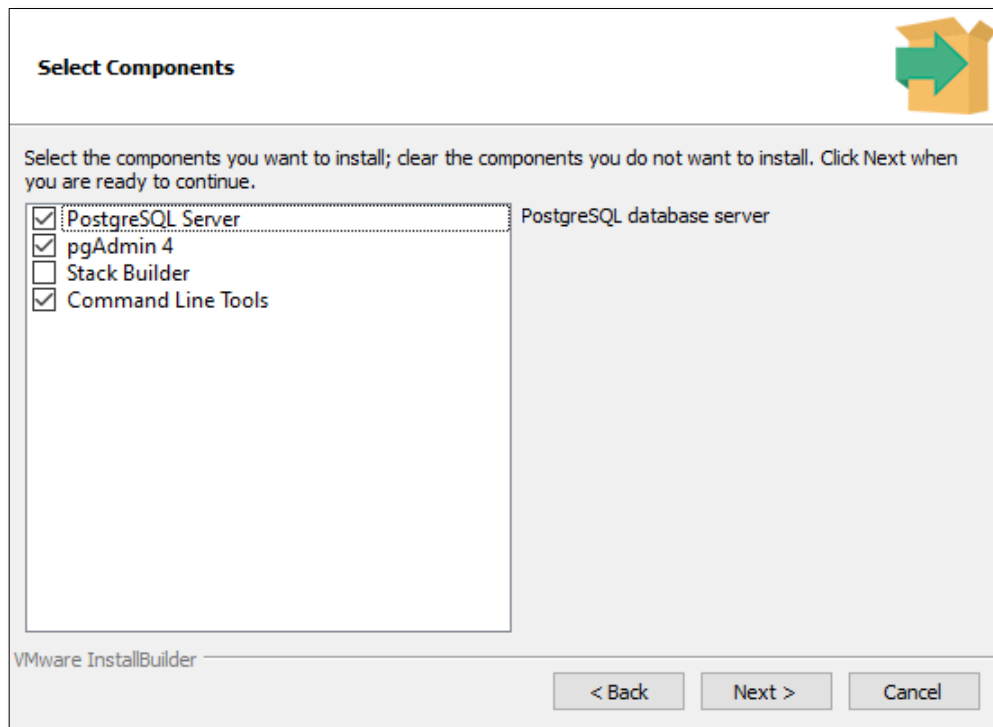 Select Components
Select the components you want to install; clear the components you do not want to install. Click Next when
you are ready to continue.
PostgreSQL Server
PostgreSQL database server
pgAdmin 4
Stack Builder
Command Line Tools
VMware InstallBuilder
< Back
Next >
Cancel